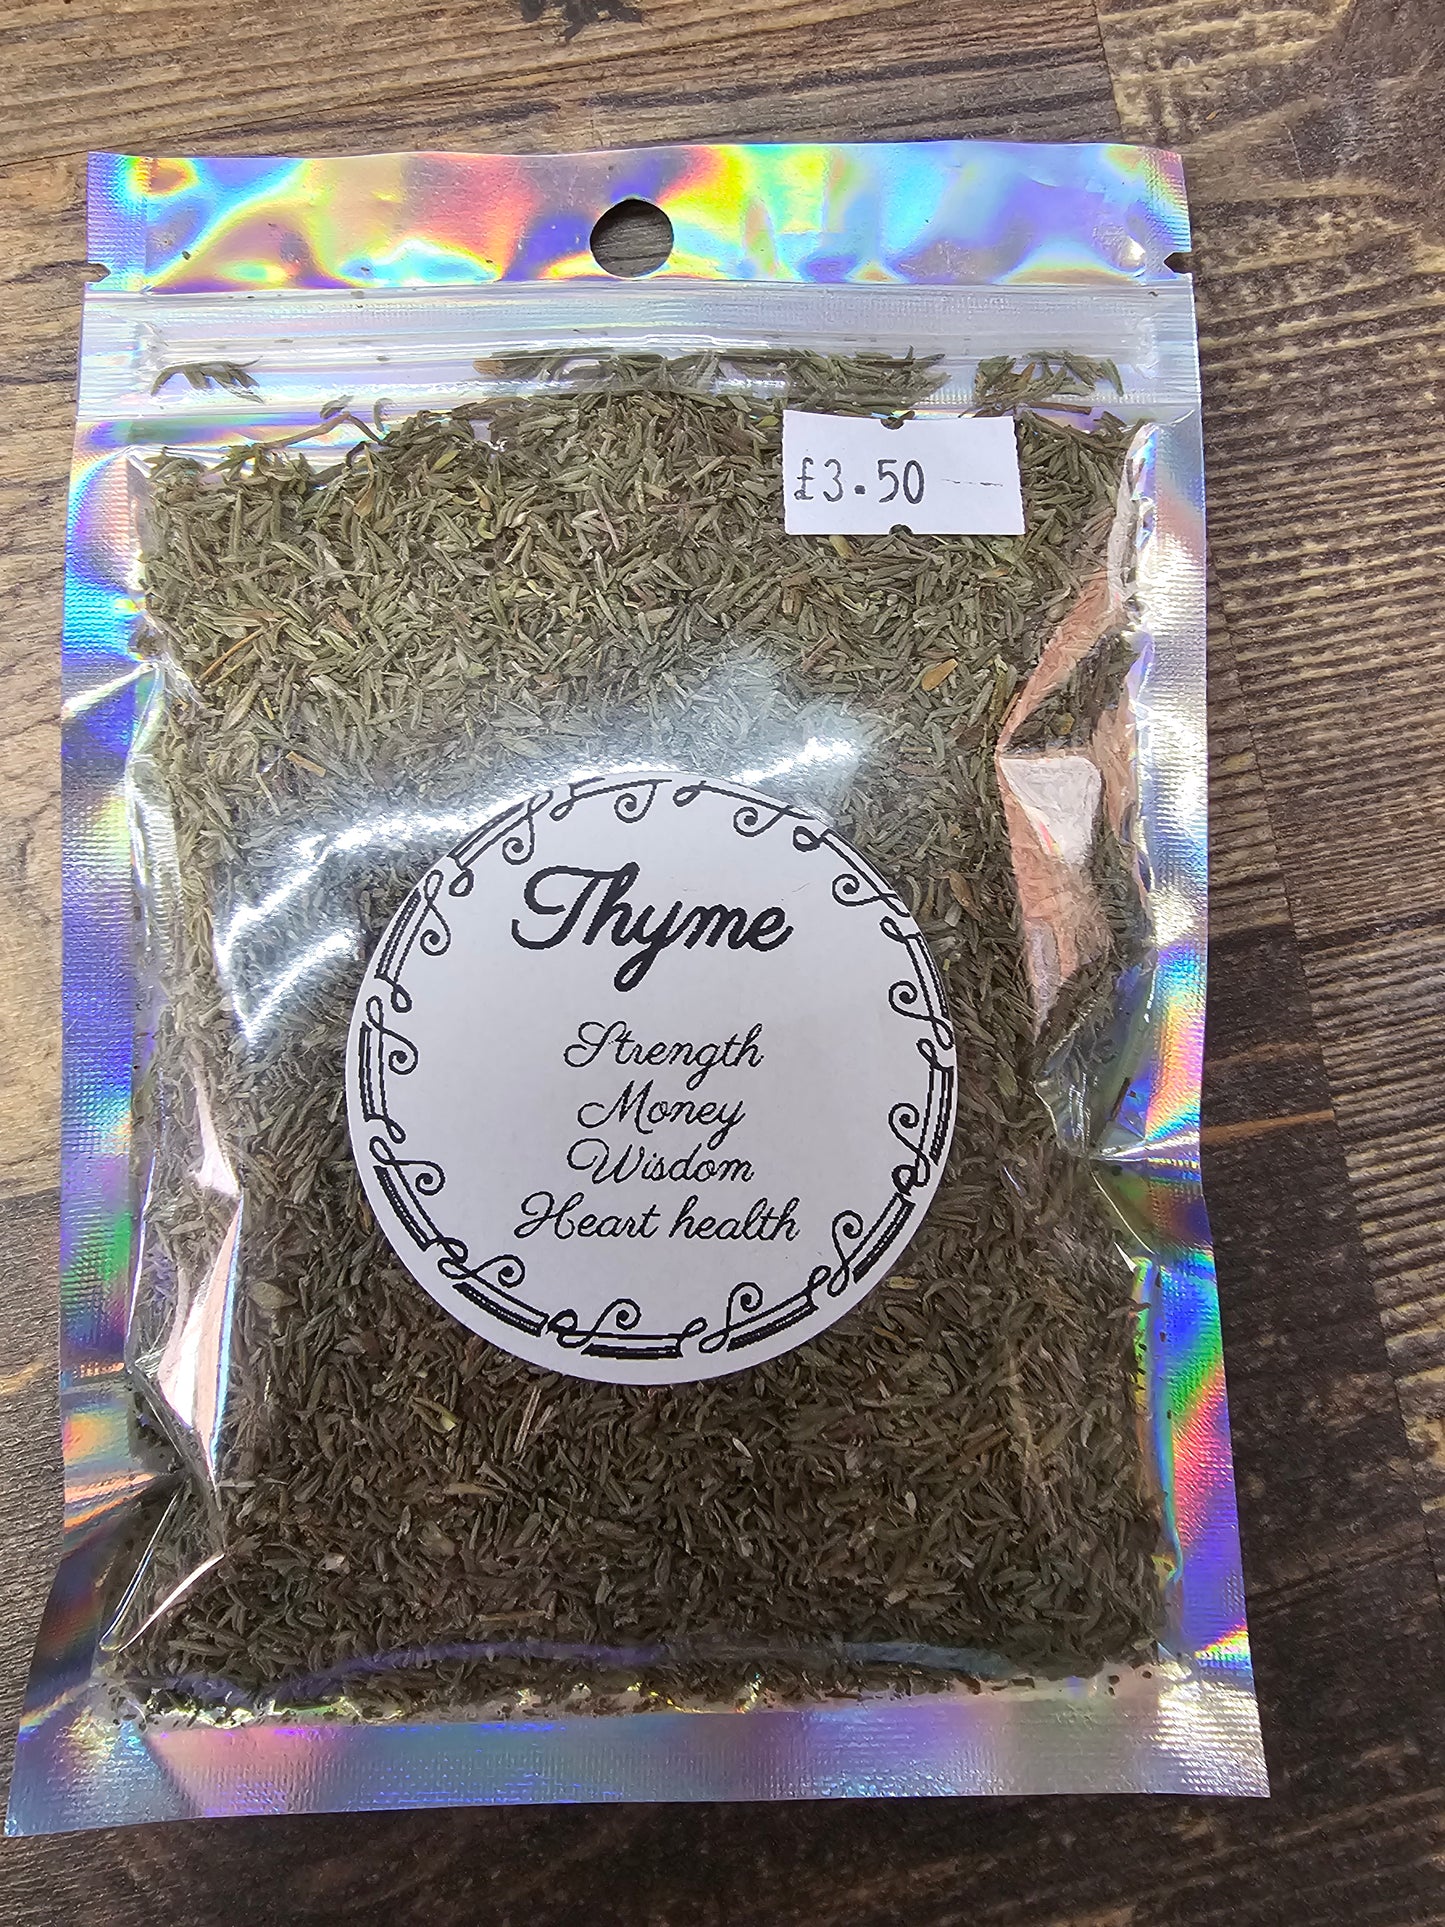 £3.50
Thyme
Strength
Money
Wisdom
Heart health